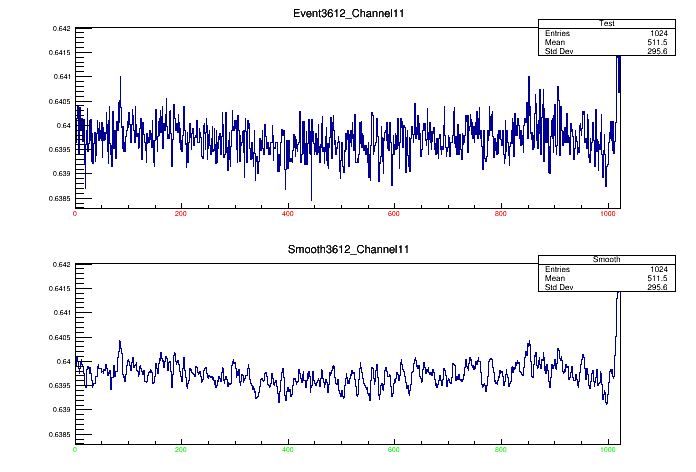 Event3612_Channel11
Test
Entries 1024
Mean 511.5
Std Dev 295.6
0.642
0.6415
0.641
0.6405
0.64
0.6395
0.639
0.6385
0 200 400 600 800 1000
Smooth3612_Channel11
Smooth
Entries 1024
Mean 511.5
Std Dev 295.6
0.642
0.6415
0.641
0.6405
0.64
0.6395
0.639
0.6385
0 200 400 600 800 1000